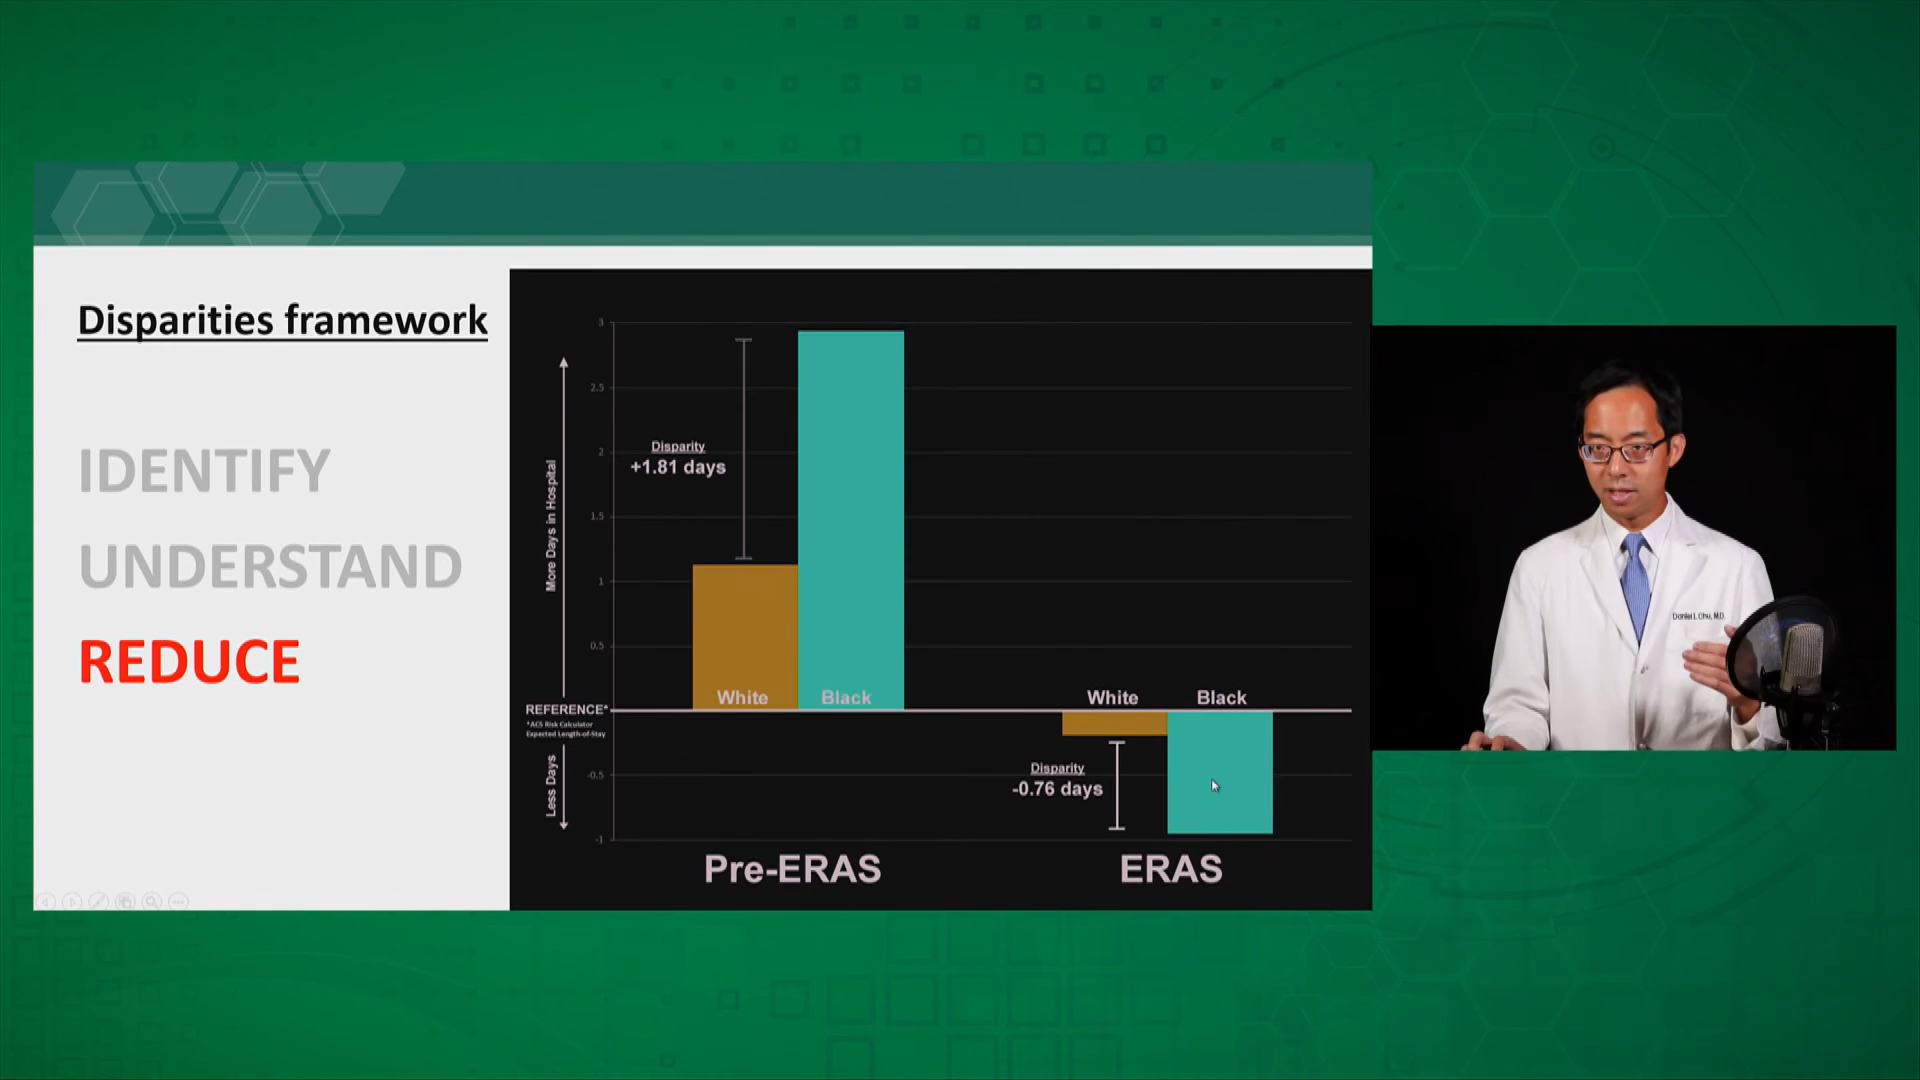 Disparities framework
IDENTIFY
UNDERSTAND
REDUCE
3
2.5
2
1.5
1
0.5
-0.5
-1
More Days in Hospital
Less Days
Disparity
+1.81 days
White
Black
White
Black
REFERENCE*
*ACS Risk Calculator
Expected Length-of-Stay
Disparity
-0.76 days
Pre-ERAS
ERAS